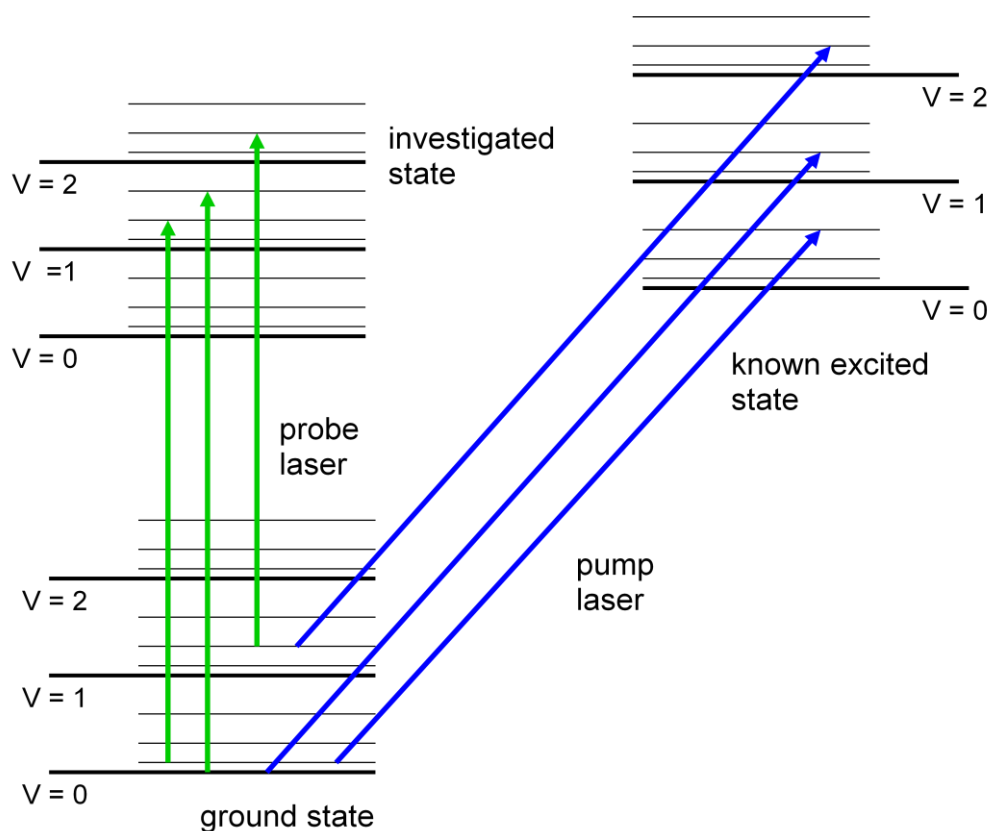 V = 2
investigated
state
V = 2
V = 1
V =1
V = 0
V = 0
known excited
state
probe
laser
pump
laser
V = 2
V = 1
V = 0
ground state